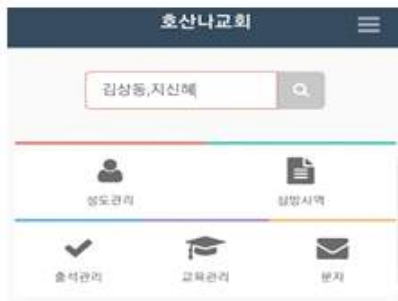 호산나교회
김상동,지신혜
성도관리
심방사역
출석관리
교육관리
문자